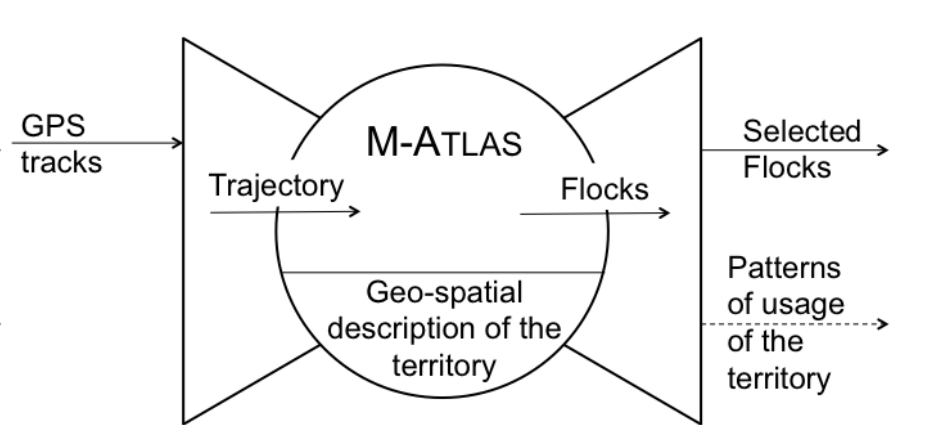 GPS
tracks
Trajectory
M-ATLAS
Flocks
Geo-spatial
description of the
territory
Selected
Flocks
Patterns
of usage
of the
territory